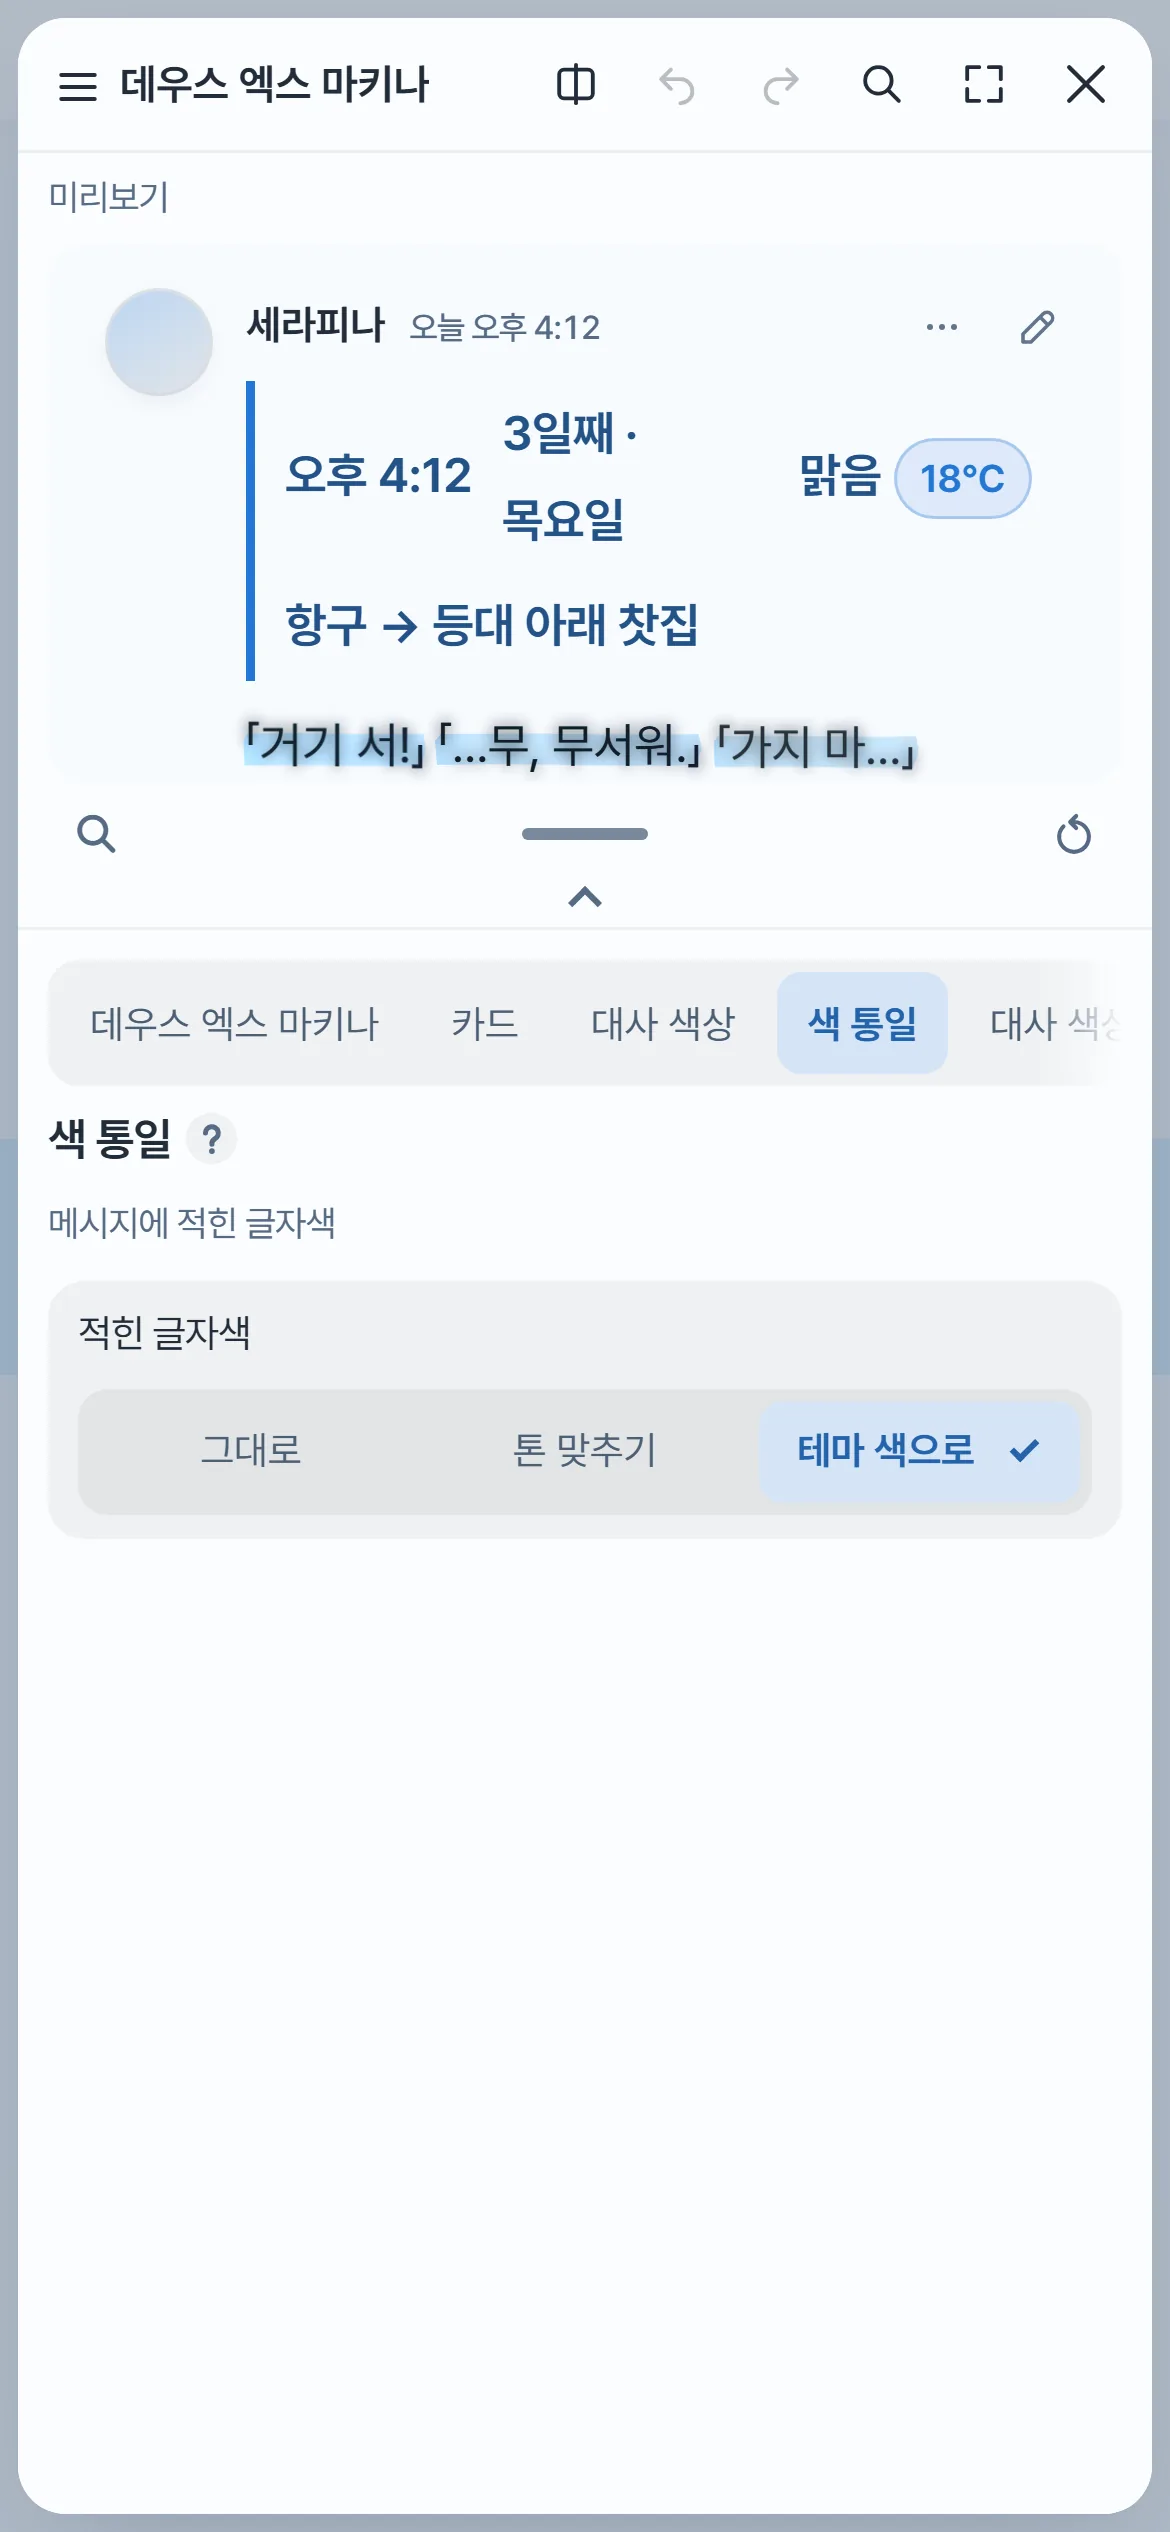 데우스 엑스 마키나
미리보기
세라피나 오늘 오후 4:12
오후 4:12 3일째 · 목요일 맑음 18°C
항구 → 등대 아래 찻집
「거기 서!」 「...무, 무서워.」 「가지 마...」
데우스 엑스 마키나 카드 대사 색상 색 통일 대사
색 통일 ?
메시지에 적힌 글자색
적힌 글자색
그대로 톤 맞추기 테마 색으로